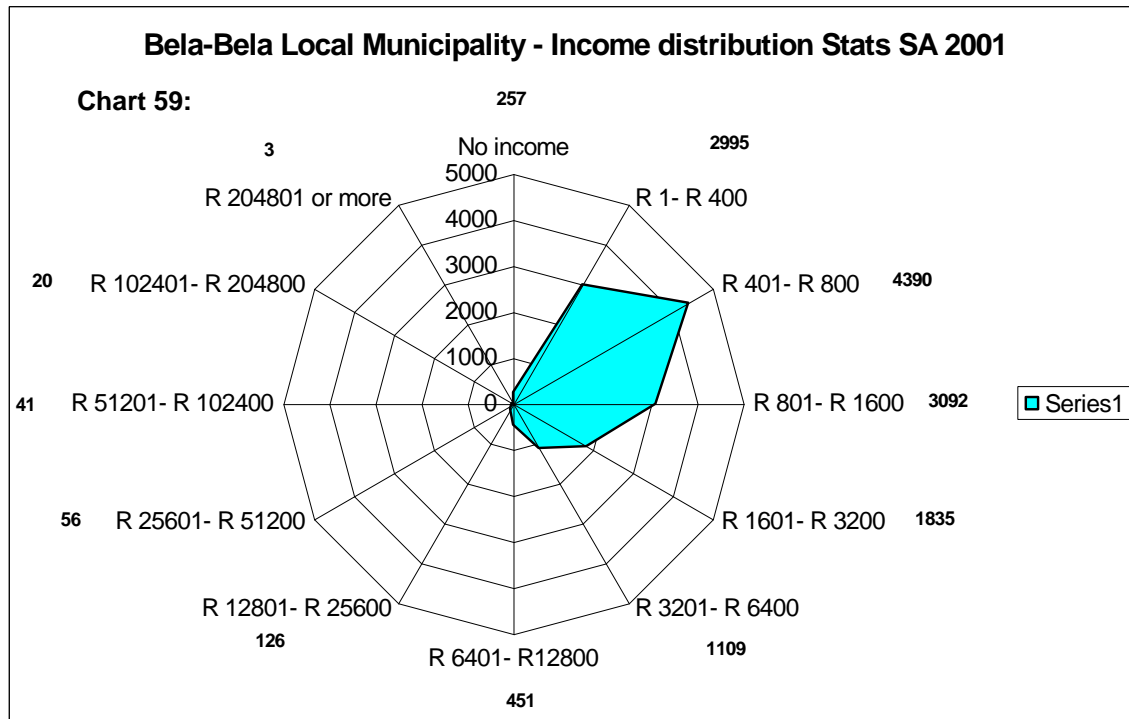 Bela-Bela Local Municipality - Income distribution Stats SA 2001
Chart 59:
257
No income
2995
R 1- R 400
4390
R 401- R 800
3092
R 801- R 1600
1835
R 1601- R 3200
1109
R 3201- R 6400
451
R 6401- R12800
126
R 12801- R 25600
56
R 25601- R 51200
41
R 51201- R 102400
20
R 102401- R 204800
3
R 204801 or more
5000
4000
3000
2000
1000
0
Series1